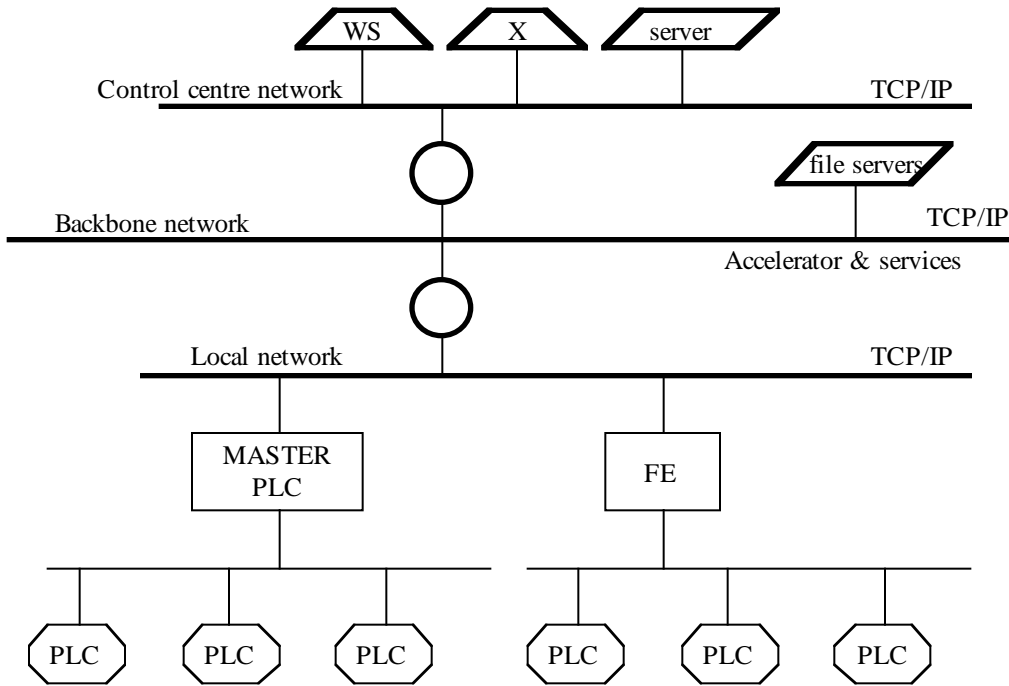 WS
X
server
Control centre network
TCP/IP
file servers
Backbone network
TCP/IP
Accelerator & services
Local network
TCP/IP
MASTER
PLC
FE
PLC
PLC
PLC
PLC
PLC
PLC